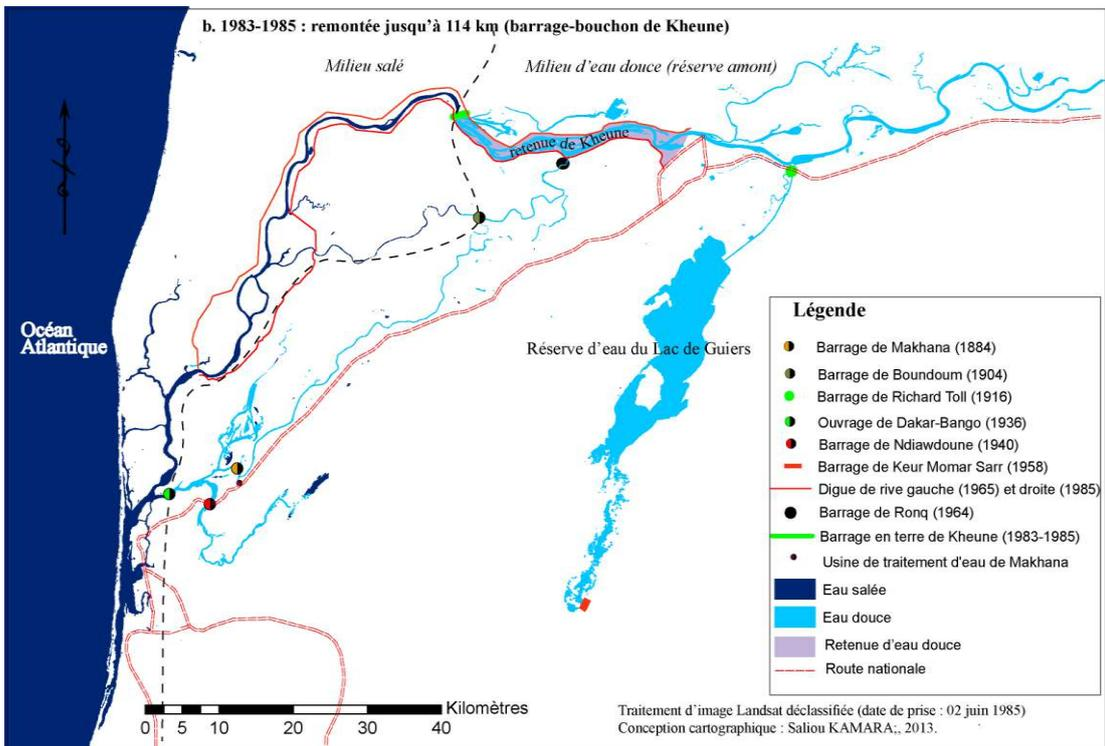 b. 1983-1985 : remontée jusqu'à 114 km (barrage-bouchon de Kheune)
Milieu salé
Milieu d'eau douce (réserve amont)
retenue de Kheune
Océan
Atlantique
Réserve d'eau du Lac de Guiers
Légende
Barrage de Makhana (1884)
Barrage de Boundoum (1904)
Barrage de Richard Toll (1916)
Ouvrage de Dakar-Bango (1936)
Barrage de Ndiawdoune (1940)
Barrage de Keur Momar Sarr (1958)
Digue de rive gauche (1965) et droite (1985)
Barrage de Ronq (1964)
Barrage en terre de Kheune (1983-1985)
Usine de traitement d'eau de Makhana
Eau salée
Eau douce
Retenue d'eau douce
Route nationale
Kilomètres
0 5 10 20 30 40
Traitement d'image Landsat déclassifiée (date de prise : 02 juin 1985)
Conception cartographique : Saliou KAMARA;, 2013.